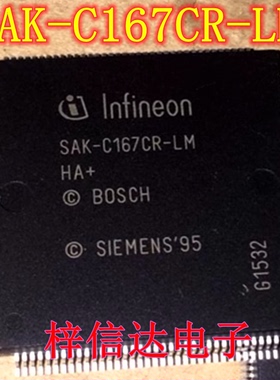 SAK-C167CR-LM
Infineon
SAK-C167CR-LM
HA+
© BOSCH
© SIEMENS'95
G1532
梓信达电子